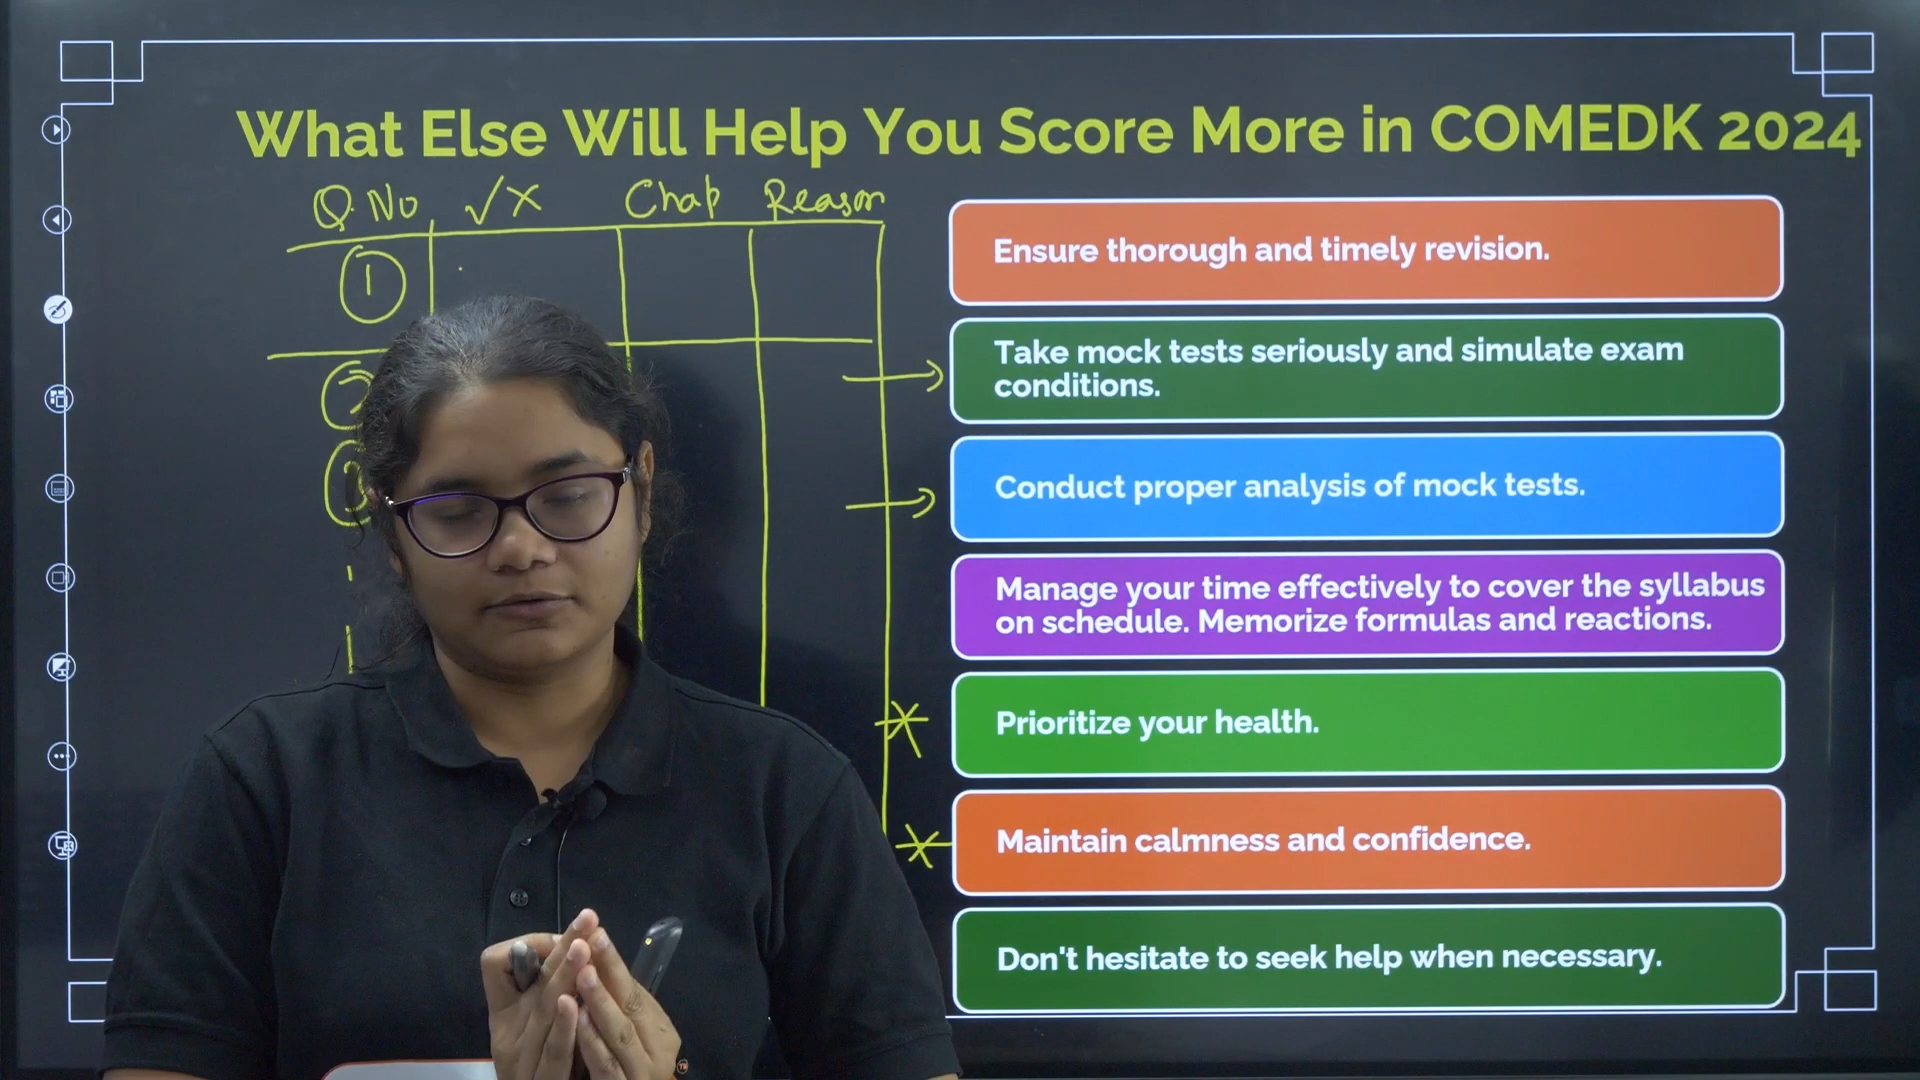 What Else Will Help You Score More in COMEDK 2024
Q.No √X Chap Reason
1
2
3
Ensure thorough and timely revision.
Take mock tests seriously and simulate exam
conditions.
Conduct proper analysis of mock tests.
Manage your time effectively to cover the syllabus
on schedule. Memorize formulas and reactions.
Prioritize your health.
Maintain calmness and confidence.
Don't hesitate to seek help when necessary.